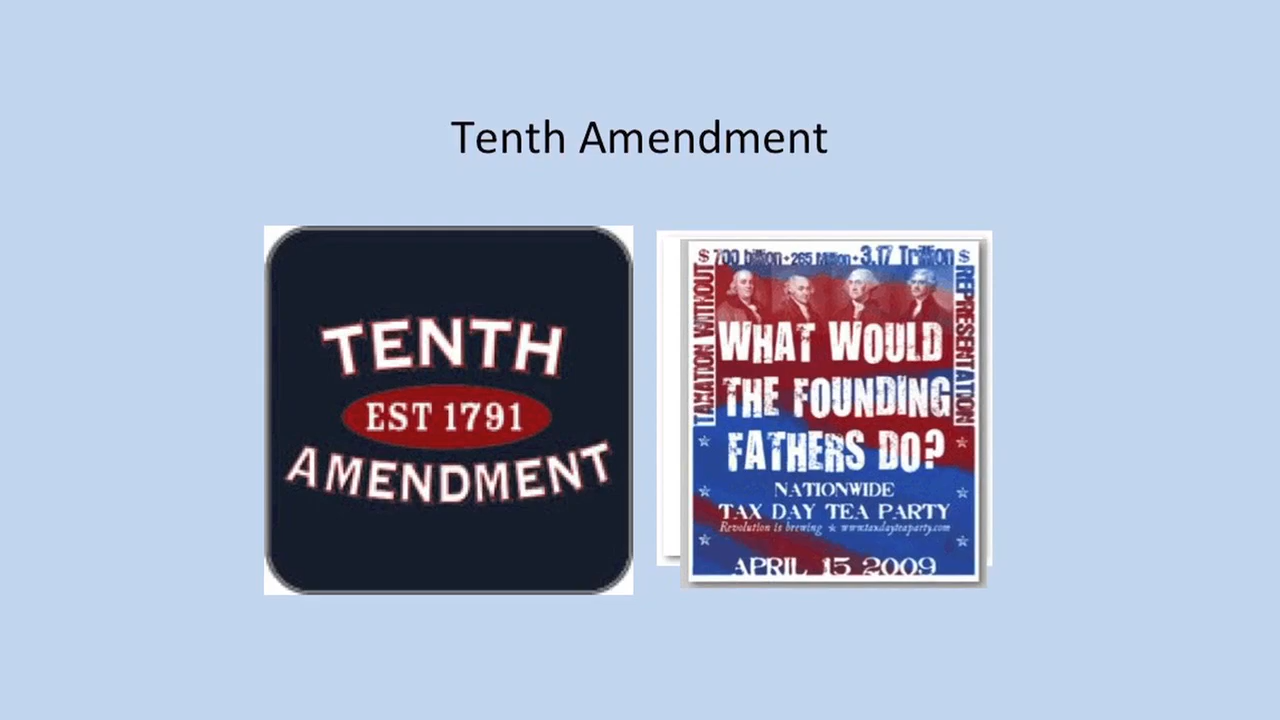 Tenth Amendment
TENTH
EST 1791
AMENDMENT
$ 700 billion • 265 billion • 3.17 Trillion $
TAXATION WITHOUT
REPRESENTATION
WHAT WOULD
THE FOUNDING
FATHERS DO?
NATIONWIDE
TAX DAY TEA PARTY
Revolution is brewing ★ www.taxdayteaparty.com
APRIL 15 2009